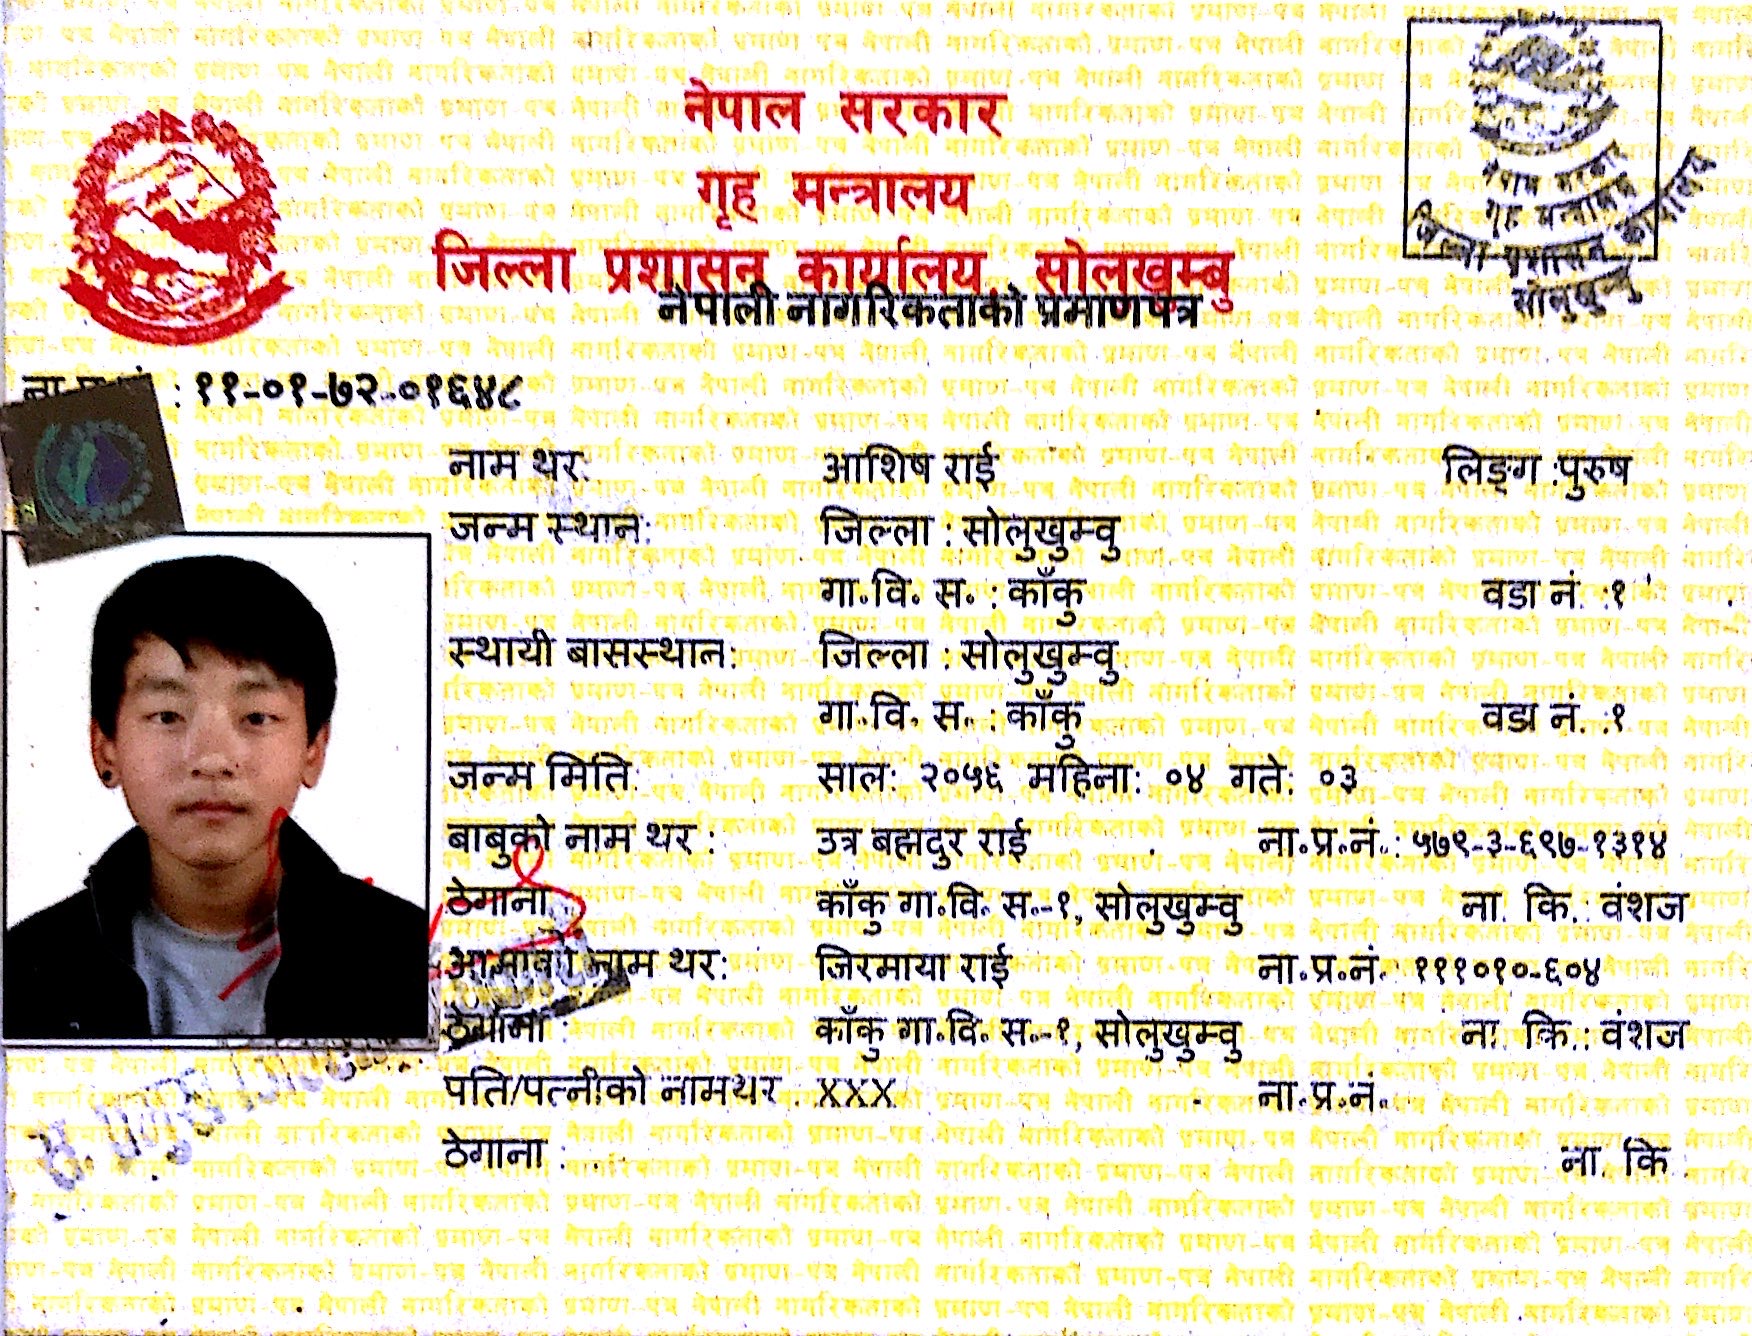 नेपाल सरकार
गृह मन्त्रालय
जिल्ला प्रशासन कार्यालय, सोलुखुम्बु
नेपाली नागरिकताको प्रमाणपत्र
नेपाल सरकार
गृह मन्त्रालय
जिल्ला प्रशासन कार्यालय
सोलुखुम्बु
ना.प्र.नं. : ११-०१-७२-०१६४८
नाम थर: आशिष राई लिङ्ग :पुरुष
जन्म स्थान: जिल्ला : सोलुखुम्वु
गा.वि. स. : काँकु वडा नं. :१
स्थायी बासस्थान: जिल्ला : सोलुखुम्वु
गा.वि. स. : काँकु वडा नं. :१
जन्म मिति: साल: २०५६ महिना: ०४ गते: ०३
बाबुको नाम थर : उत्र बहादुर राई ना.प्र.नं.: ५७९-३-६९७-१३१४
ठेगाना काँकु गा.वि. स.-१, सोलुखुम्वु ना. कि.: वंशज
आमाको नाम थर: जिरमाया राई ना.प्र.नं. १११०१०-६०४
ठेगाना : काँकु गा.वि. स.-१, सोलुखुम्वु ना. कि.: वंशज
पति/पत्नीको नामथर : XXX ना.प्र.नं.
ठेगाना : ना. कि